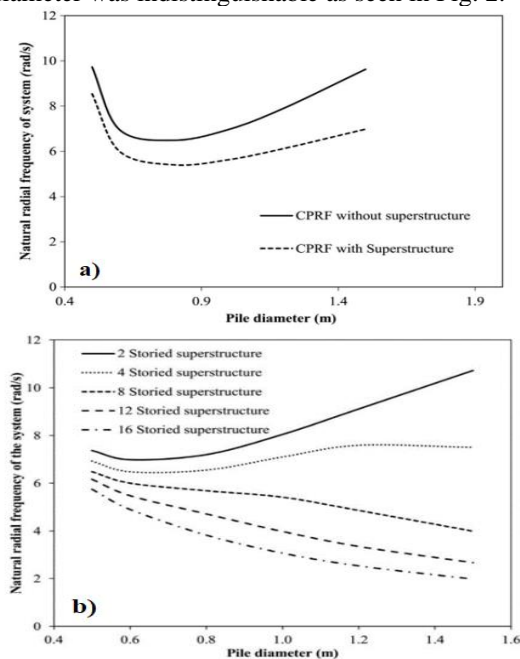 diameter was indistinguishable as seen in Fig. 2.
12
10
8
6
4
2
0
Natural radial frequency of system (rad/s)
CPRF without superstructure
CPRF with Superstructure
a)
0.4 0.9 1.4 1.9
Pile diameter (m)
12
10
8
6
4
2
0
Natural radial frequency of the system (rad/s)
2 Storied superstructure
4 Storied superstructure
8 Storied superstructure
12 Storied superstructure
16 Storied superstructure
b)
0.4 0.6 0.8 1.0 1.2 1.4 1.6
Pile diameter (m)